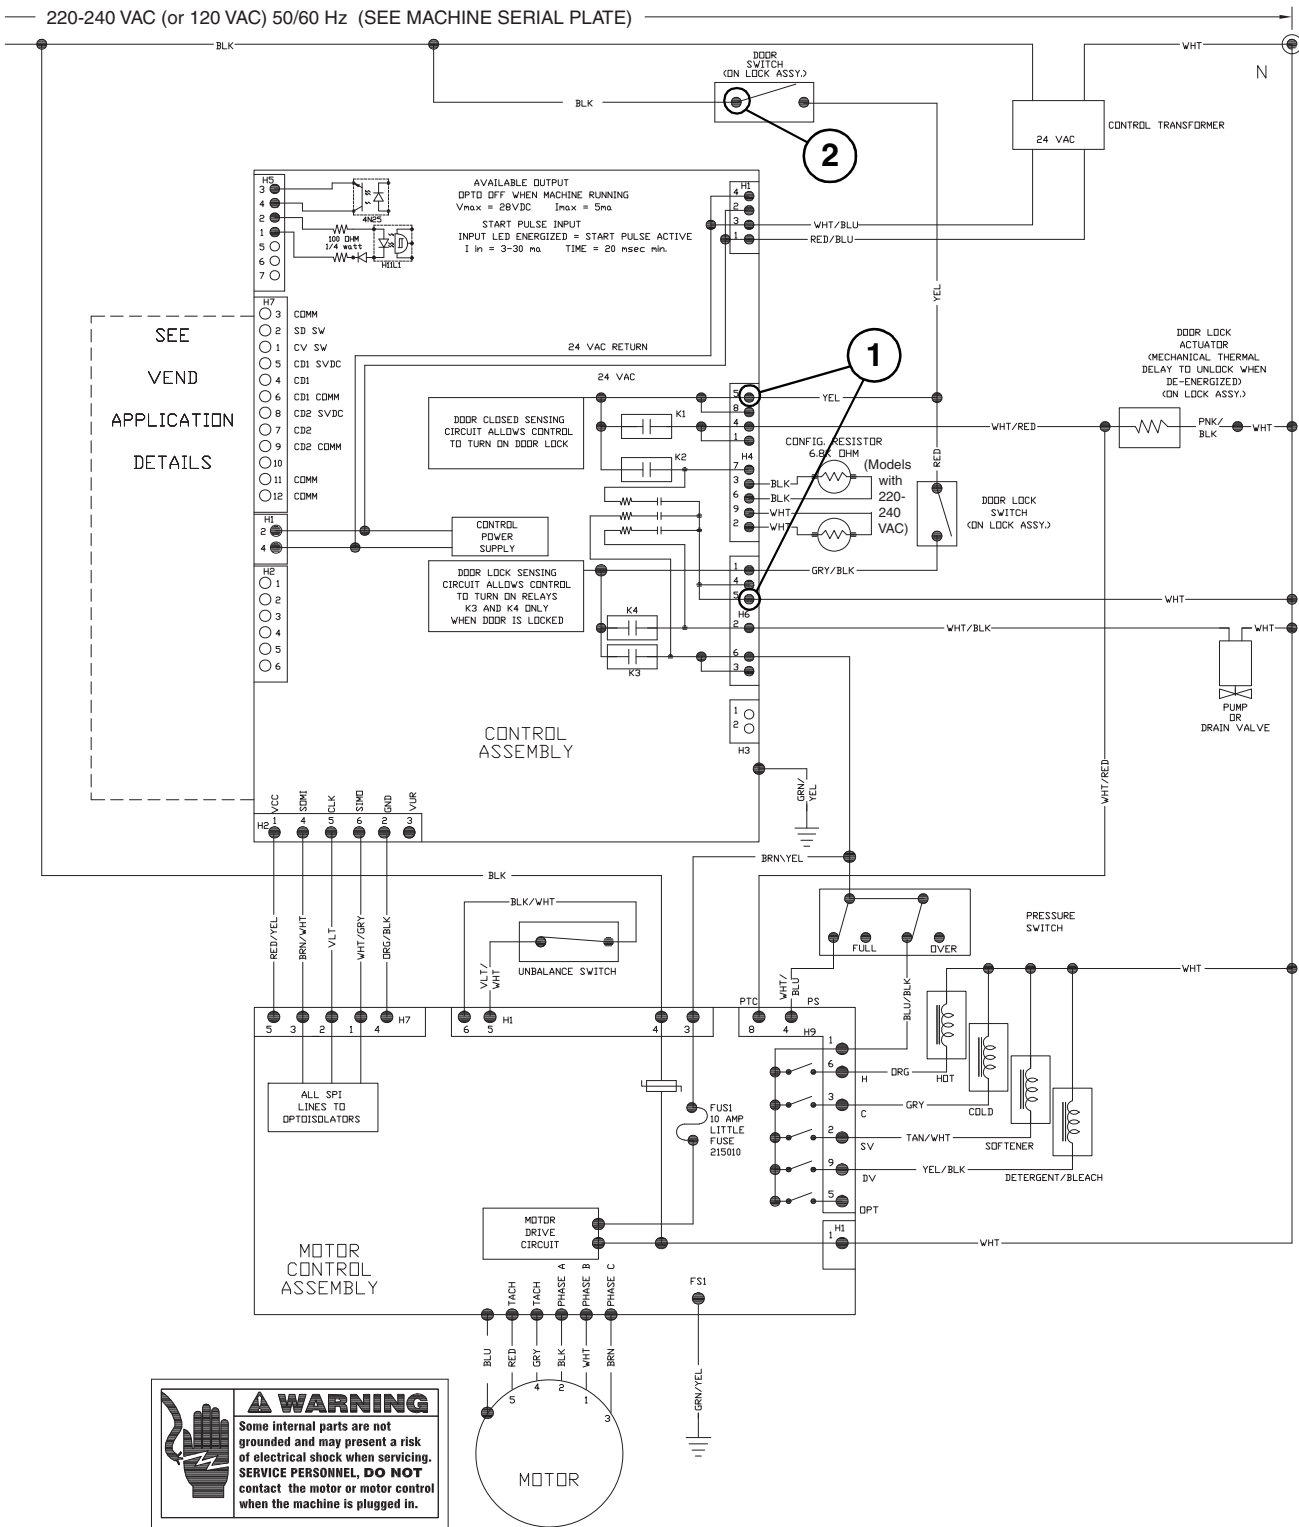 220-240 VAC (or 120 VAC) 50/60 Hz (SEE MACHINE SERIAL PLATE)
BLK
WHT
N
DOOR
SWITCH
(ON LOCK ASSY.)
BLK
2
CONTROL TRANSFORMER
24 VAC
H5
3
4
2
1
5
6
7
4N25
100 OHM
1/4 watt
H11L1
AVAILABLE OUTPUT
OPTO OFF WHEN MACHINE RUNNING
Vmax = 28VDC Imax = 5ma
START PULSE INPUT
INPUT LED ENERGIZED = START PULSE ACTIVE
I in = 3-30 ma TIME = 20 msec min.
H1
4
2
3
1
WHT/BLU
RED/BLU
YEL
SEE
VEND
APPLICATION
DETAILS
H7
3 COMM
2 SD SW
1 CV SW
5 CD1 5VDC
4 CD1
6 CD1 COMM
8 CD2 5VDC
7 CD2
9 CD2 COMM
10
11 COMM
12 COMM
H1
2
4
H2
1
2
3
4
5
6
24 VAC RETURN
24 VAC
1
DOOR CLOSED SENSING
CIRCUIT ALLOWS CONTROL
TO TURN ON DOOR LOCK
K1
K2
5
8
4
1
H4
7
3
6
9
2
YEL
WHT/RED
CONFIG. RESISTOR
6.8K OHM
BLK
BLK
WHT
WHT
(Models
with
220-
240
VAC)
RED
DOOR LOCK
SWITCH
(ON LOCK ASSY.)
DOOR LOCK
ACTUATOR
(MECHANICAL THERMAL
DELAY TO UNLOCK WHEN
DE-ENERGIZED)
(ON LOCK ASSY.)
PNK/
BLK
WHT
CONTROL
POWER
SUPPLY
DOOR LOCK SENSING
CIRCUIT ALLOWS CONTROL
TO TURN ON RELAYS
K3 AND K4 ONLY
WHEN DOOR IS LOCKED
K4
K3
1
4
5
H6
2
6
3
GRY/BLK
WHT
WHT/BLK
WHT
PUMP
OR
DRAIN VALVE
1
2
H3
CONTROL
ASSEMBLY
GRN/
YEL
WHT/RED
VCC
SOMI
CLK
SIMO
GND
VUR
H2
1
4
5
6
2
3
BRN\YEL
BLK
BLK/WHT
RED/YEL
BRN/WHT
VLT
WHT/GRY
ORG/BLK
VLT/
WHT
UNBALANCE SWITCH
FULL
OVER
PRESSURE
SWITCH
WHT/
BLU
BLU/BLK
WHT
5
3
2
1
4
H7
6
5
H1
4
3
PTC
8
PS
4
H9
1
6
H
ORG
HOT
3
C
GRY
COLD
2
SV
TAN/WHT
SOFTENER
9
DV
YEL/BLK
DETERGENT/BLEACH
5
OPT
ALL SPI
LINES TO
OPTOISOLATORS
FUS1
10 AMP
LITTLE
FUSE
215010
MOTOR
DRIVE
CIRCUIT
H1
1
WHT
MOTOR
CONTROL
ASSEMBLY
TACH
TACH
PHASE A
PHASE B
PHASE C
FS1
BLU
RED
GRY
BLK
WHT
BRN
GRN/YEL
5
4
2
1
3
MOTOR
WARNING
Some internal parts are not
grounded and may present a risk
of electrical shock when servicing.
SERVICE PERSONNEL, DO NOT
contact the motor or motor control
when the machine is plugged in.